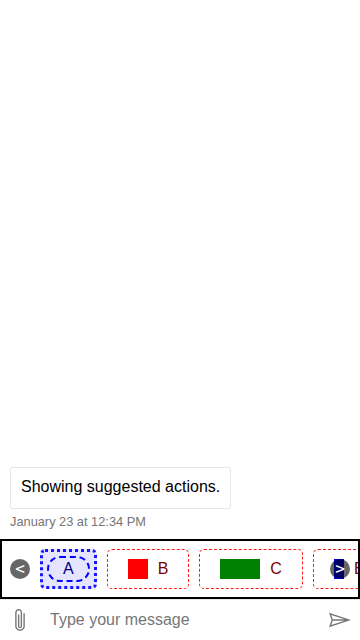 Showing suggested actions.
January 23 at 12:34 PM
< A B C >
Type your message